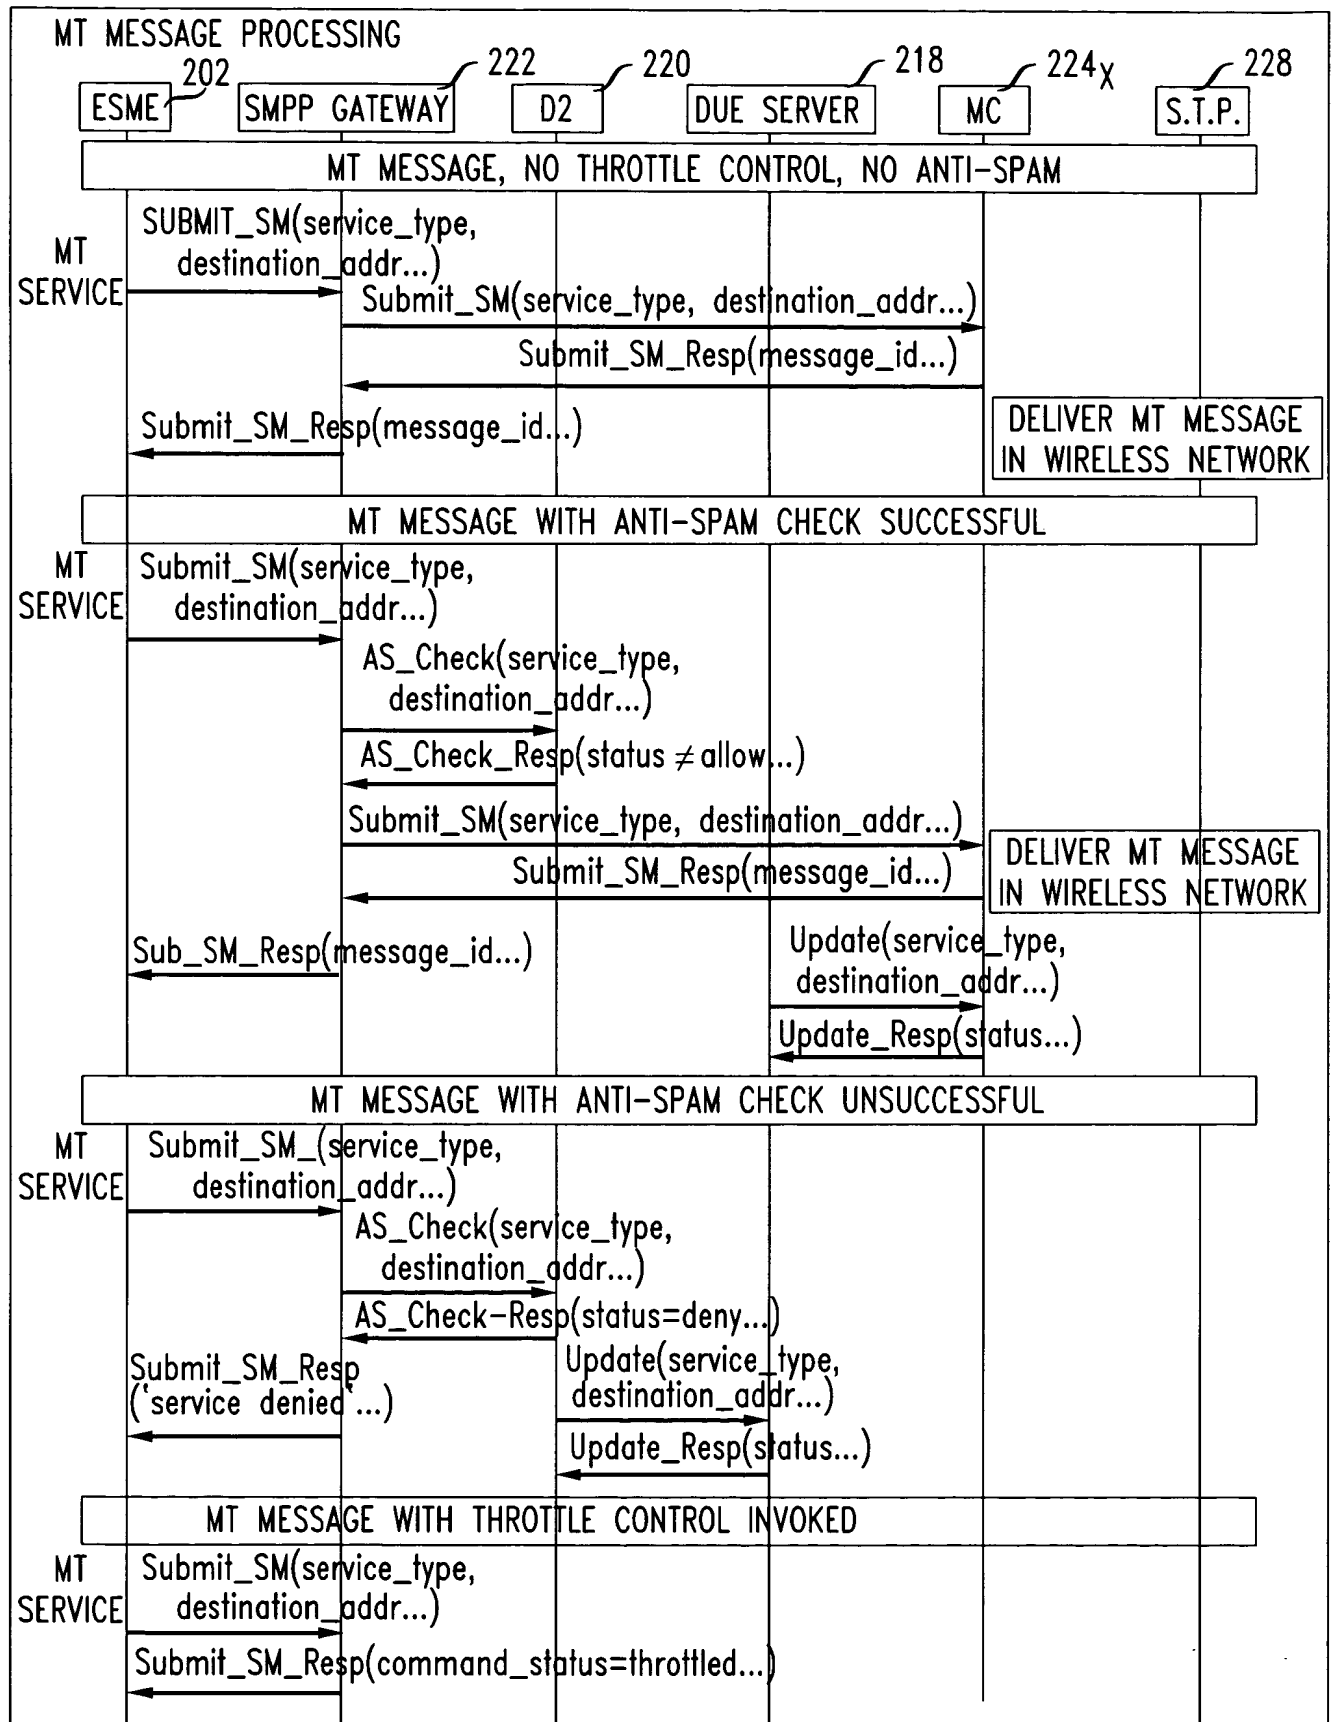 MT MESSAGE PROCESSING
202 222 220 218 224X 228
ESME SMPP GATEWAY D2 DUE SERVER MC S.T.P.
MT MESSAGE, NO THROTTLE CONTROL, NO ANTI-SPAM
MT
SERVICE
SUBMIT_SM(service_type,
destination_addr...)
Submit_SM(service_type, destination_addr...)
Submit_SM_Resp(message_id...)
Submit_SM_Resp(message_id...)
DELIVER MT MESSAGE
IN WIRELESS NETWORK
MT MESSAGE WITH ANTI-SPAM CHECK SUCCESSFUL
MT
SERVICE
Submit_SM(service_type,
destination_addr...)
AS_Check(service_type,
destination_addr...)
AS_Check_Resp(status ≠ allow...)
Submit_SM(service_type, destination_addr...)
Submit_SM_Resp(message_id...)
DELIVER MT MESSAGE
IN WIRELESS NETWORK
Sub_SM_Resp(message_id...)
Update(service_type,
destination_addr...)
Update_Resp(status...)
MT MESSAGE WITH ANTI-SPAM CHECK UNSUCCESSFUL
MT
SERVICE
Submit_SM_(service_type,
destination_addr...)
AS_Check(service_type,
destination_addr...)
AS_Check-Resp(status=deny...)
Submit_SM_Resp
('service denied'...)
Update(service_type,
destination_addr...)
Update_Resp(status...)
MT MESSAGE WITH THROTTLE CONTROL INVOKED
MT
SERVICE
Submit_SM(service_type,
destination_addr...)
Submit_SM_Resp(command_status=throttled...)